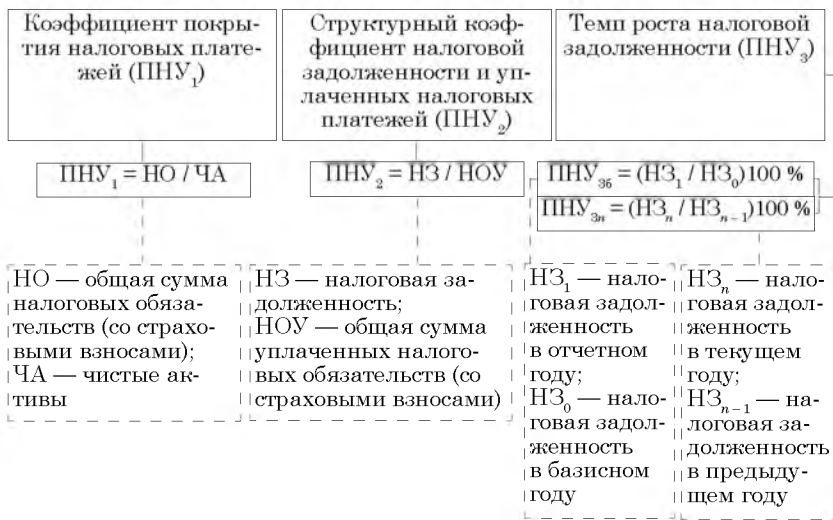 Коэффициент покры-
тия налоговых плате-
жей (ПНУ₁)
Структурный коэф-
фициент налоговой
задолженности и уп-
лаченных налоговых
платежей (ПНУ₂)
Темп роста налоговой
задолженности (ПНУ₃)
ПНУ₁ = НО / ЧА
ПНУ₂ = НЗ / НОУ
ПНУ₃б = (НЗ₁ / НЗ₀)100 %
ПНУ₃ₙ = (НЗₙ / НЗₙ₋₁)100 %
НО — общая сумма
налоговых обяза-
тельств (со страхо-
выми взносами);
ЧА — чистые ак-
тивы
НЗ — налоговая за-
долженность;
НОУ — общая сумма
уплаченных налого-
вых обязательств (со
страховыми взносами)
НЗ₁ — нало-
говая задол-
женность
в отчетном
году;
НЗ₀ — нало-
говая задол-
женность
в базисном
году
НЗₙ — нало-
говая задол-
женность
в текущем
году;
НЗₙ₋₁ — на-
логовая за-
долженность
в предыду-
щем году